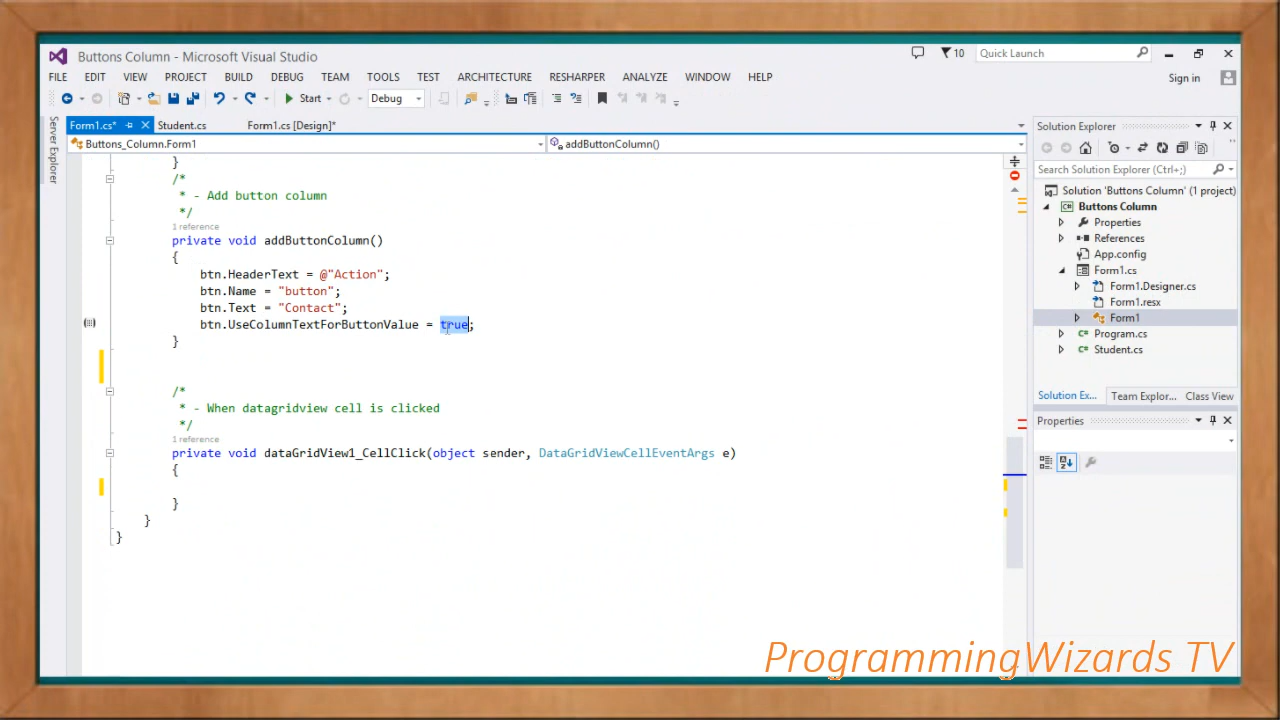 Buttons Column - Microsoft Visual Studio
10
Quick Launch
FILE EDIT VIEW PROJECT BUILD DEBUG TEAM TOOLS TEST ARCHITECTURE RESHARPER ANALYZE WINDOW HELP
Sign in
Start
Debug
Server Explorer
Form1.cs*
Student.cs
Form1.cs [Design]*
Buttons_Column.Form1
addButtonColumn()
}
/*
* - Add button column
*/
1 reference
private void addButtonColumn()
{
btn.HeaderText = @"Action";
btn.Name = "button";
btn.Text = "Contact";
btn.UseColumnTextForButtonValue = true;
}
/*
* - When datagridview cell is clicked
*/
1 reference
private void dataGridView1_CellClick(object sender, DataGridViewCellEventArgs e)
{
}
}
}
Solution Explorer
Search Solution Explorer (Ctrl+;)
Solution 'Buttons Column' (1 project)
Buttons Column
Properties
References
App.config
Form1.cs
Form1.Designer.cs
Form1.resx
Form1
Program.cs
Student.cs
Solution Ex...
Team Explor...
Class View
Properties
ProgrammingWizards TV